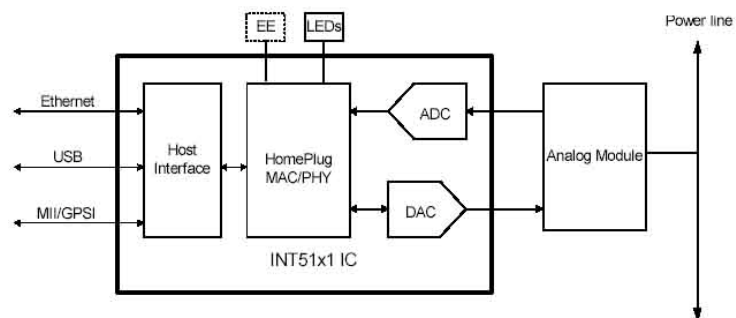 Power line
EE
LEDs
Ethernet
USB
MII/GPSI
Host
Interface
HomePlug
MAC/PHY
ADC
DAC
Analog Module
INT51x1 IC